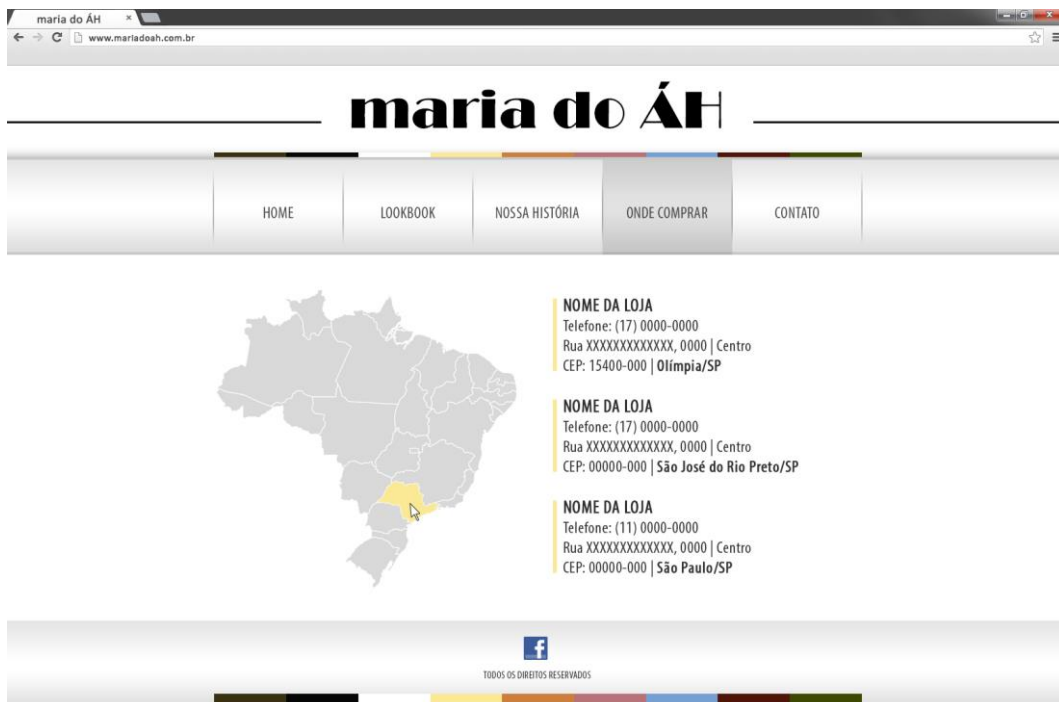 maria do ÁH
www.mariadoah.com.br
maria do ÁH
HOME
LOOKBOOK
NOSSA HISTÓRIA
ONDE COMPRAR
CONTATO
NOME DA LOJA
Telefone: (17) 0000-0000
Rua XXXXXXXXXXXXX, 0000 | Centro
CEP: 15400-000 | Olímpia/SP
NOME DA LOJA
Telefone: (17) 0000-0000
Rua XXXXXXXXXXXXX, 0000 | Centro
CEP: 00000-000 | São José do Rio Preto/SP
NOME DA LOJA
Telefone: (11) 0000-0000
Rua XXXXXXXXXXXXX, 0000 | Centro
CEP: 00000-000 | São Paulo/SP
TODOS OS DIREITOS RESERVADOS